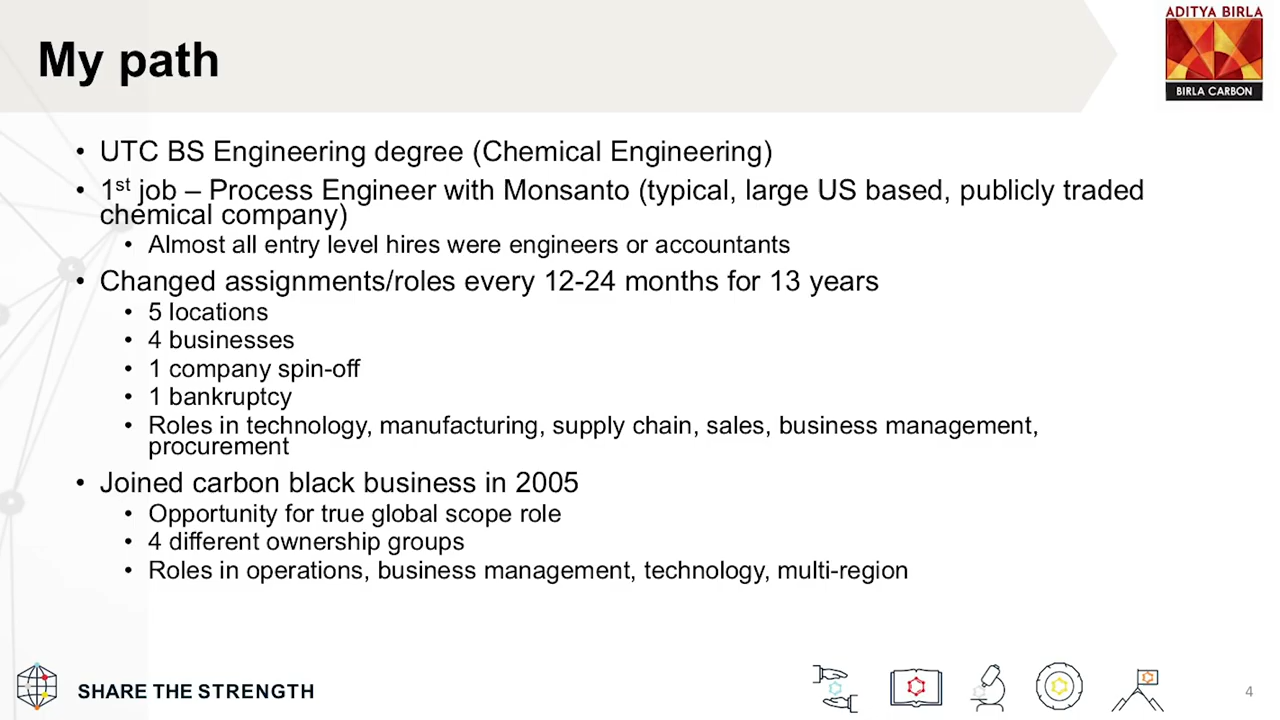 My path
ADITYA BIRLA
BIRLA CARBON
• UTC BS Engineering degree (Chemical Engineering)
• 1st job – Process Engineer with Monsanto (typical, large US based, publicly traded
chemical company)
• Almost all entry level hires were engineers or accountants
• Changed assignments/roles every 12-24 months for 13 years
• 5 locations
• 4 businesses
• 1 company spin-off
• 1 bankruptcy
• Roles in technology, manufacturing, supply chain, sales, business management,
procurement
• Joined carbon black business in 2005
• Opportunity for true global scope role
• 4 different ownership groups
• Roles in operations, business management, technology, multi-region
SHARE THE STRENGTH
4